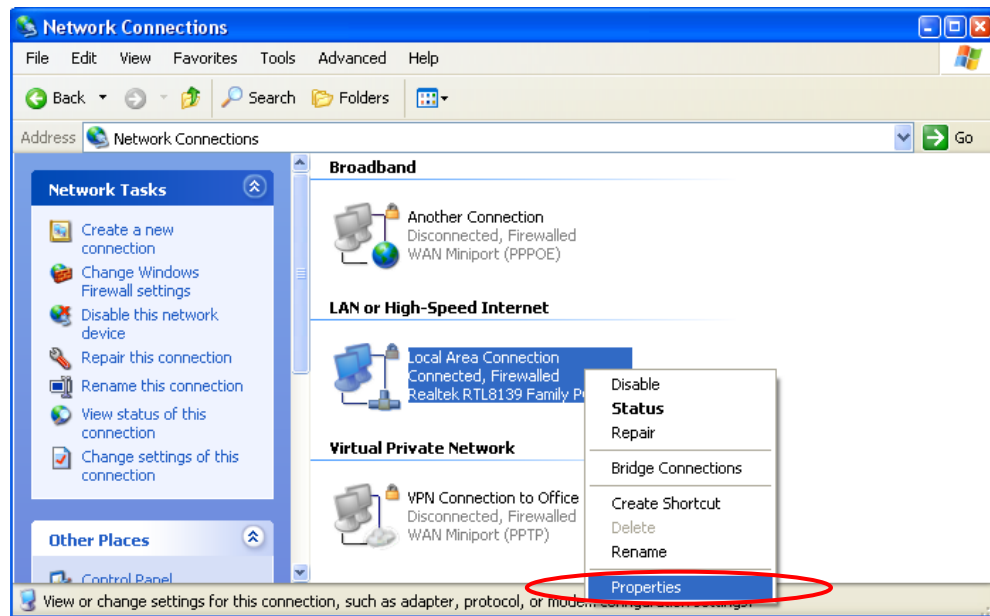 Network Connections
File Edit View Favorites Tools Advanced Help
Back Search Folders
Address Network Connections Go
Network Tasks
Create a new
connection
Change Windows
Firewall settings
Disable this network
device
Repair this connection
Rename this connection
View status of this
connection
Change settings of this
connection
Other Places
Control Panel
Broadband
Another Connection
Disconnected, Firewalled
WAN Miniport (PPPOE)
LAN or High-Speed Internet
Local Area Connection
Connected, Firewalled
Realtek RTL8139 Family
Virtual Private Network
VPN Connection to Office
Disconnected, Firewalled
WAN Miniport (PPTP)
Disable
Status
Repair
Bridge Connections
Create Shortcut
Delete
Rename
Properties
View or change settings for this connection, such as adapter, protocol, or modem configuration settings.